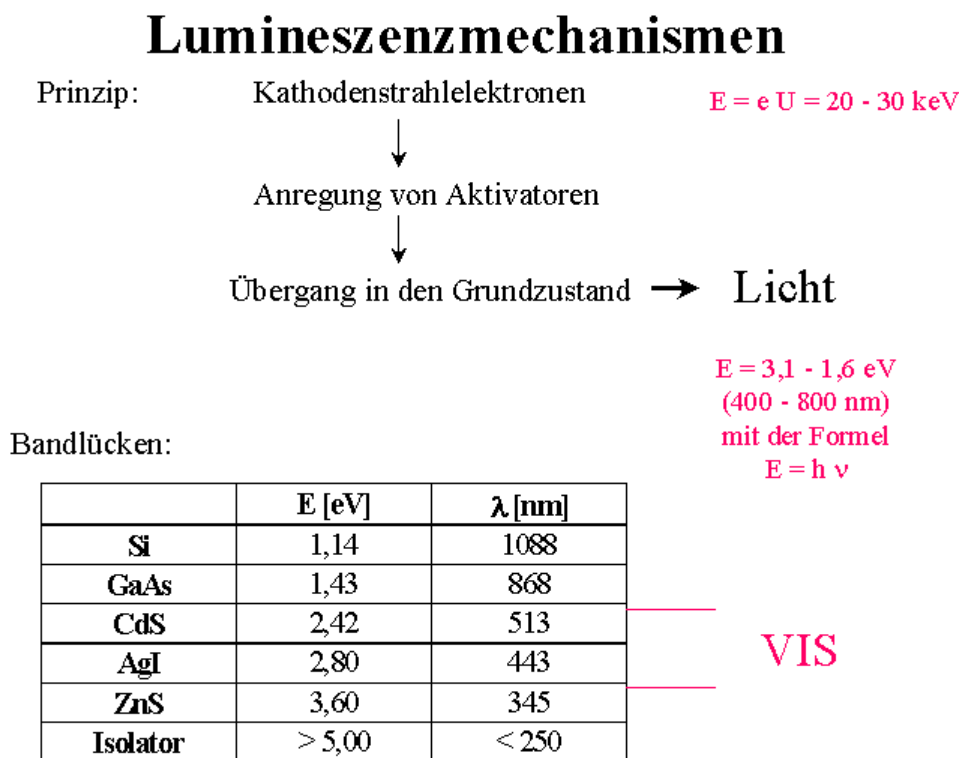 Lumineszenzmechanismen
Prinzip: Kathodenstrahlelektronen E = e U = 20 - 30 keV
Anregung von Aktivatoren
Übergang in den Grundzustand → Licht
E = 3,1 - 1,6 eV
(400 - 800 nm)
mit der Formel
E = h ν
Bandlücken:
E [eV] λ [nm]
Si 1,14 1088
GaAs 1,43 868
CdS 2,42 513
AgI 2,80 443
VIS
ZnS 3,60 345
Isolator > 5,00 < 250